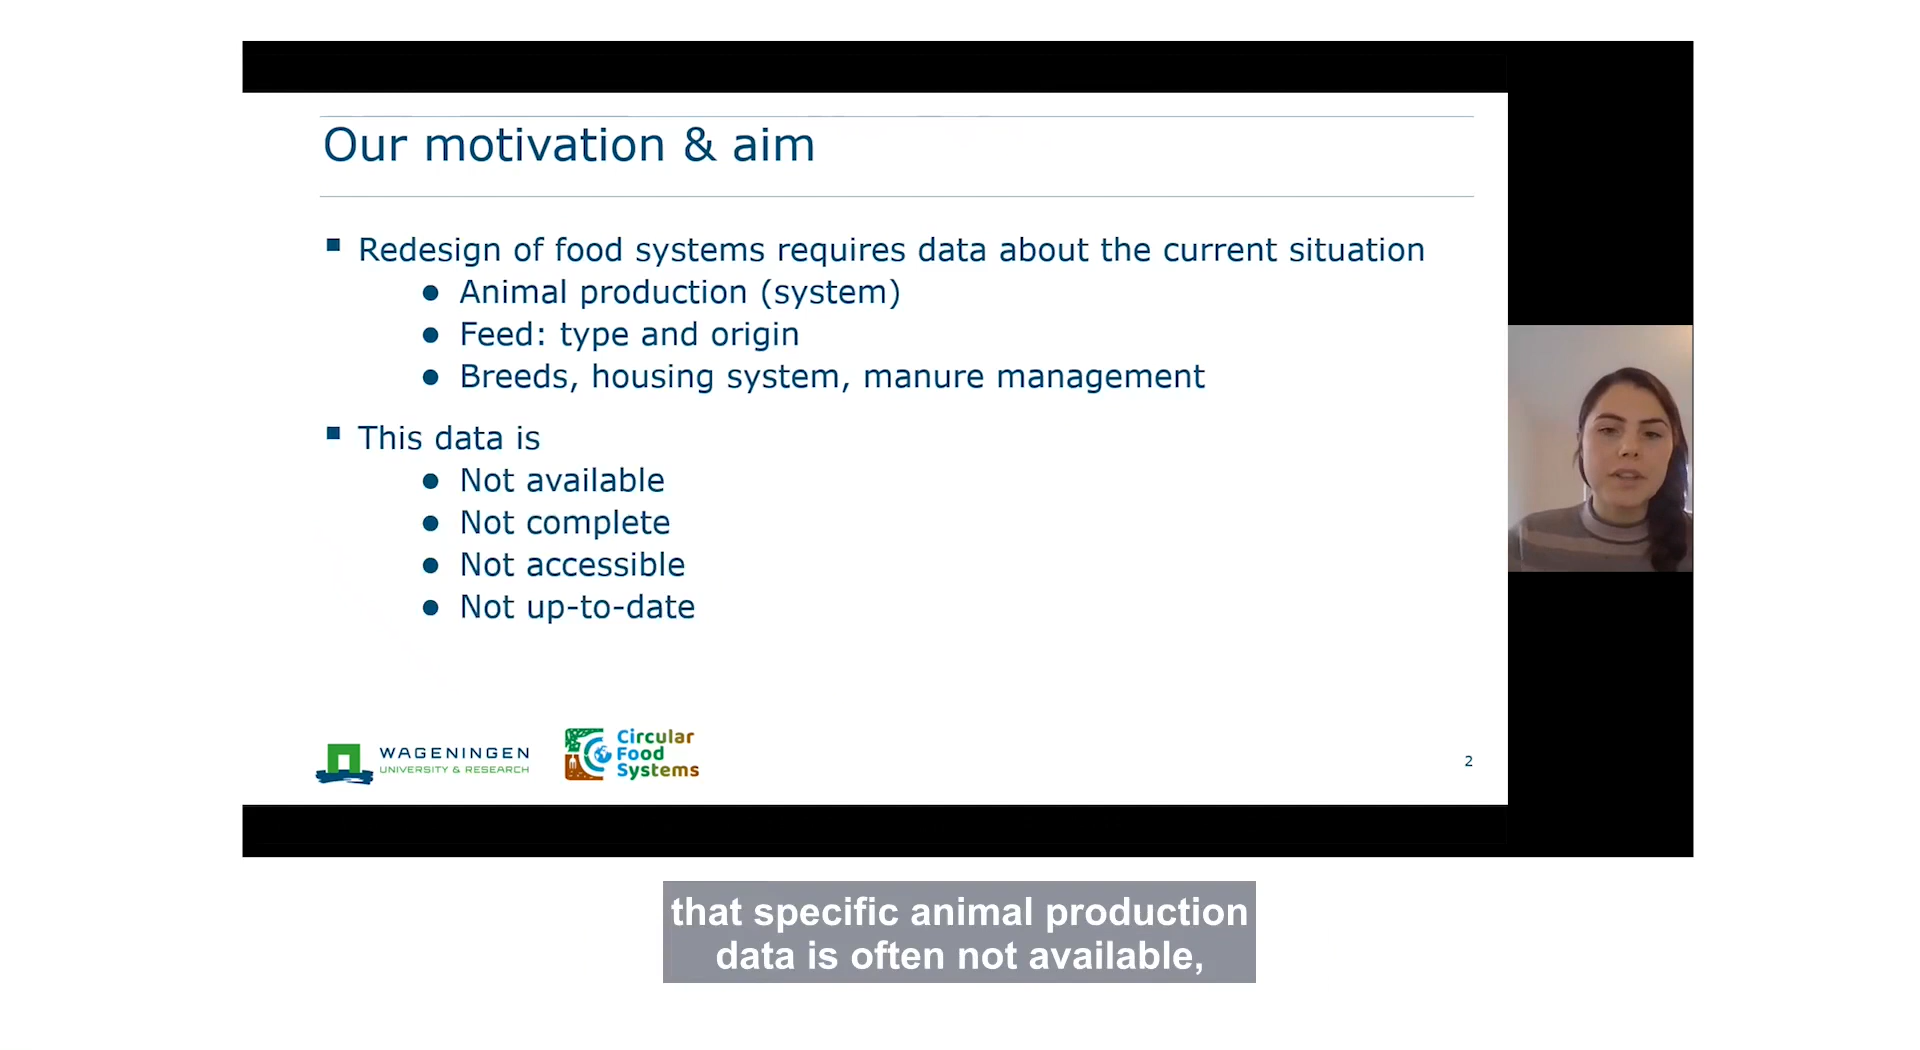 Our motivation & aim
Redesign of food systems requires data about the current situation
Animal production (system)
Feed: type and origin
Breeds, housing system, manure management
This data is
Not available
Not complete
Not accessible
Not up-to-date
WAGENINGEN
UNIVERSITY & RESEARCH
Circular
Food
Systems
2
that specific animal production
data is often not available,